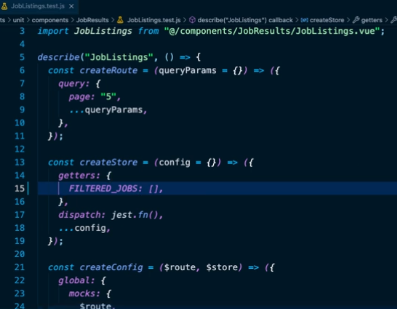 JobListings.test.js ×
ts › unit › components › JobResults › JobListings.test.js › describe("JobListings") callback › createStore › getters ›
3 import JobListings from "@/components/JobResults/JobListings.vue";
4
5 describe("JobListings", () => {
6 const createRoute = (queryParams = {}) => ({
7 query: {
8 page: "5",
9 ...queryParams,
10 },
11 });
12
13 const createStore = (config = {}) => ({
14 getters: {
15 FILTERED_JOBS: [],
16 },
17 dispatch: jest.fn(),
18 ...config,
19 });
20
21 const createConfig = ($route, $store) => ({
22 global: {
23 mocks: {
24 $route,